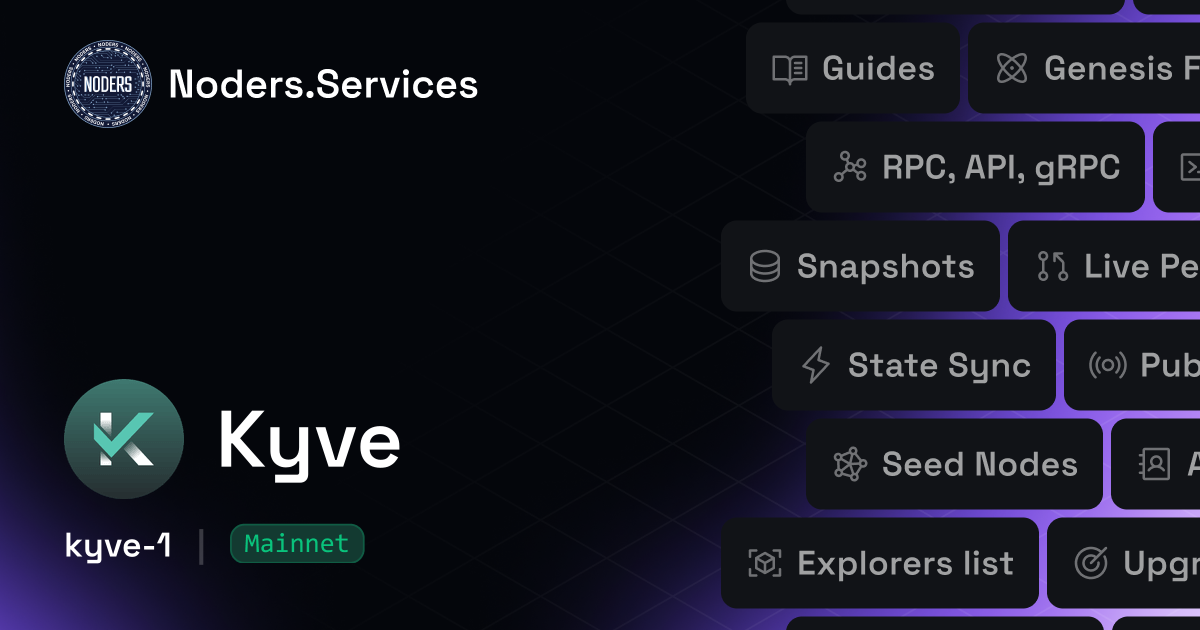 NODERS
Noders.Services
Kyve
kyve-1
Mainnet
Guides
Genesis F
RPC, API, gRPC
Snapshots
Live Pe
State Sync
Pub
Seed Nodes
A
Explorers list
Upgr